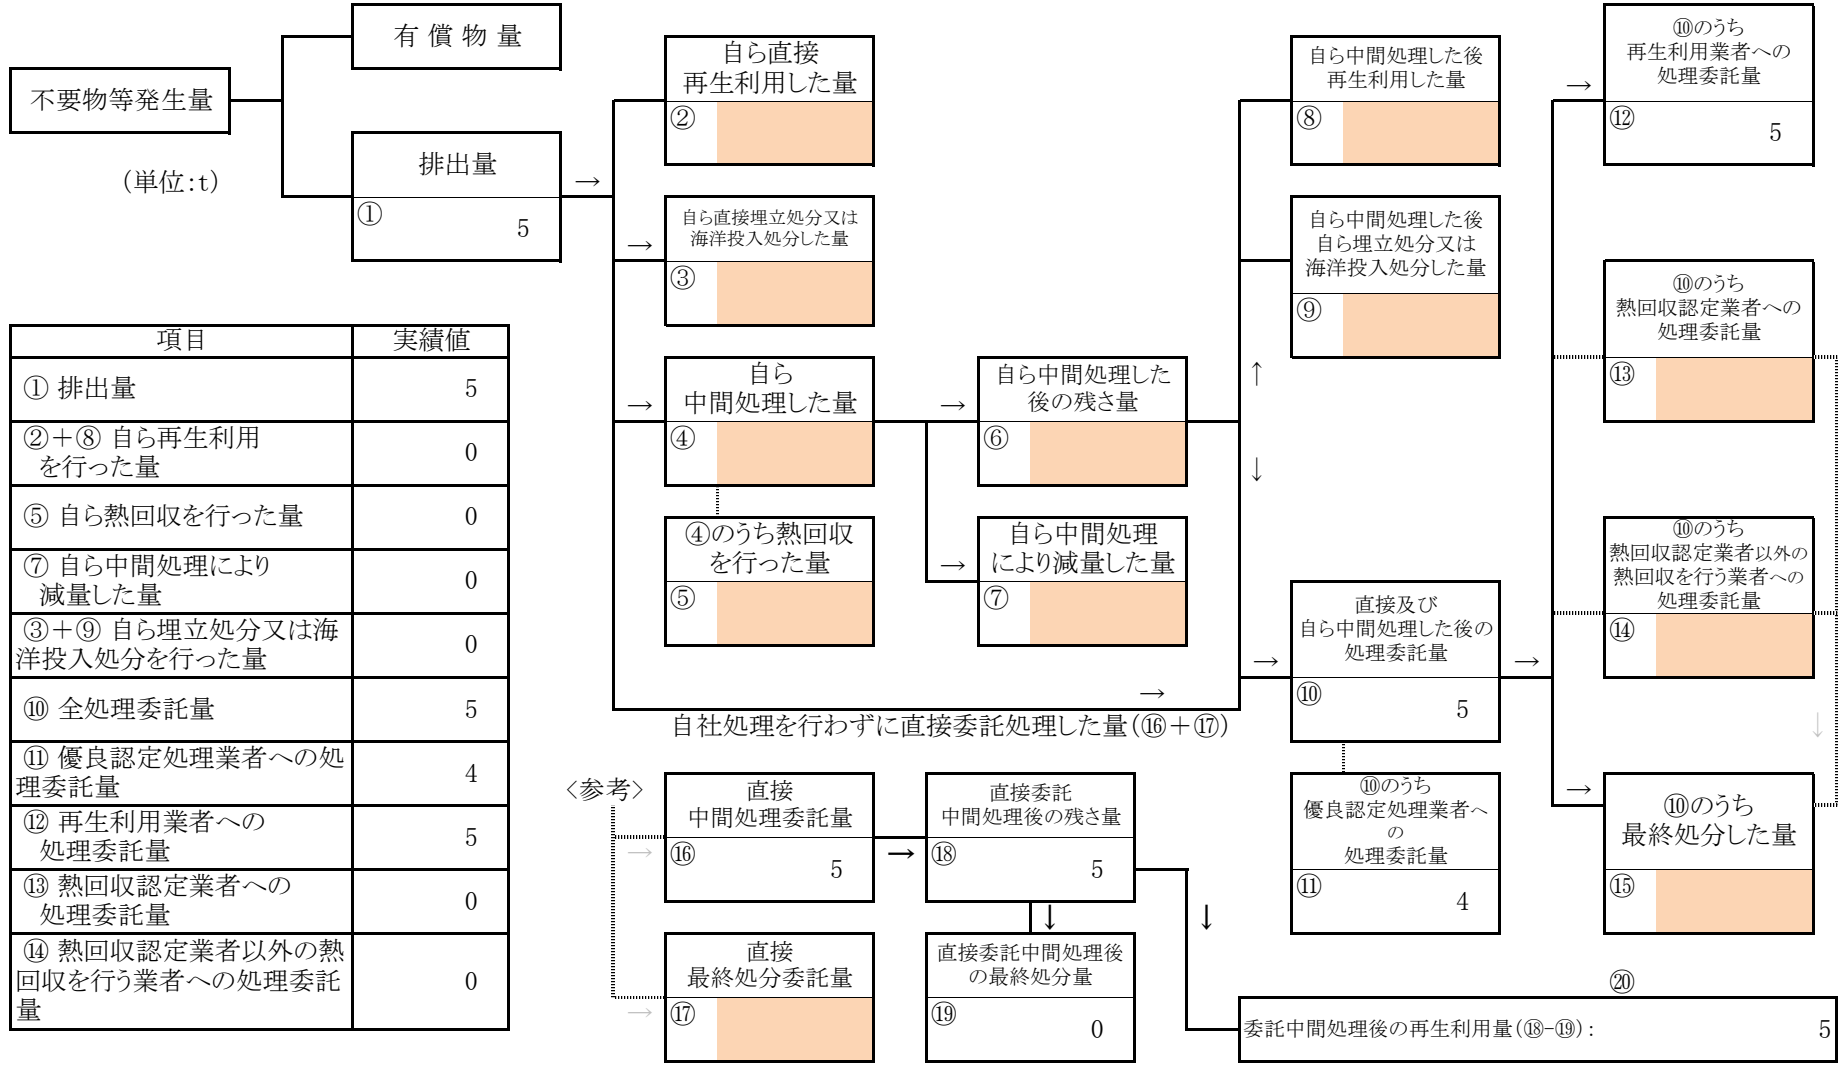 有 償 物 量
不要物等発生量
(単位:t)
排出量
①
5
→
自ら直接
再生利用した量
②
→
自ら直接埋立処分又は
海洋投入処分した量
③
→
自ら
中間処理した量
④
④のうち熱回収
を行った量
⑤
→
自ら中間処理した
後の残さ量
⑥
→
自ら中間処理
により減量した量
⑦
↑
↓
自ら中間処理した後
再生利用した量
⑧
自ら中間処理した後
自ら埋立処分又は
海洋投入処分した量
⑨
→
自社処理を行わずに直接委託処理した量(⑯+⑰)
→
直接及び
自ら中間処理した後の
処理委託量
⑩
5
⑩のうち
優良認定処理業者へ
の
処理委託量
⑪
4
→
→
⑩のうち
再生利用業者への
処理委託量
⑫
5
⑩のうち
熱回収認定業者への
処理委託量
⑬
⑩のうち
熱回収認定業者以外の
熱回収を行う業者への
処理委託量
⑭
↓
→
⑩のうち
最終処分した量
⑮
項目 実績値
① 排出量 5
②+⑧ 自ら再生利用
を行った量 0
⑤ 自ら熱回収を行った量 0
⑦ 自ら中間処理により
減量した量 0
③+⑨ 自ら埋立処分又は海
洋投入処分を行った量 0
⑩ 全処理委託量 5
⑪ 優良認定処理業者への処
理委託量 4
⑫ 再生利用業者への
処理委託量 5
⑬ 熱回収認定業者への
処理委託量 0
⑭ 熱回収認定業者以外の熱
回収を行う業者への処理委託
量 0
<参考>
→
直接
中間処理委託量
⑯
5
→
直接委託
中間処理後の残さ量
⑱
5
↓
↓
→
直接
最終処分委託量
⑰
直接委託中間処理後
の最終処分量
⑲
0
⑳
委託中間処理後の再生利用量(⑱-⑲): 5